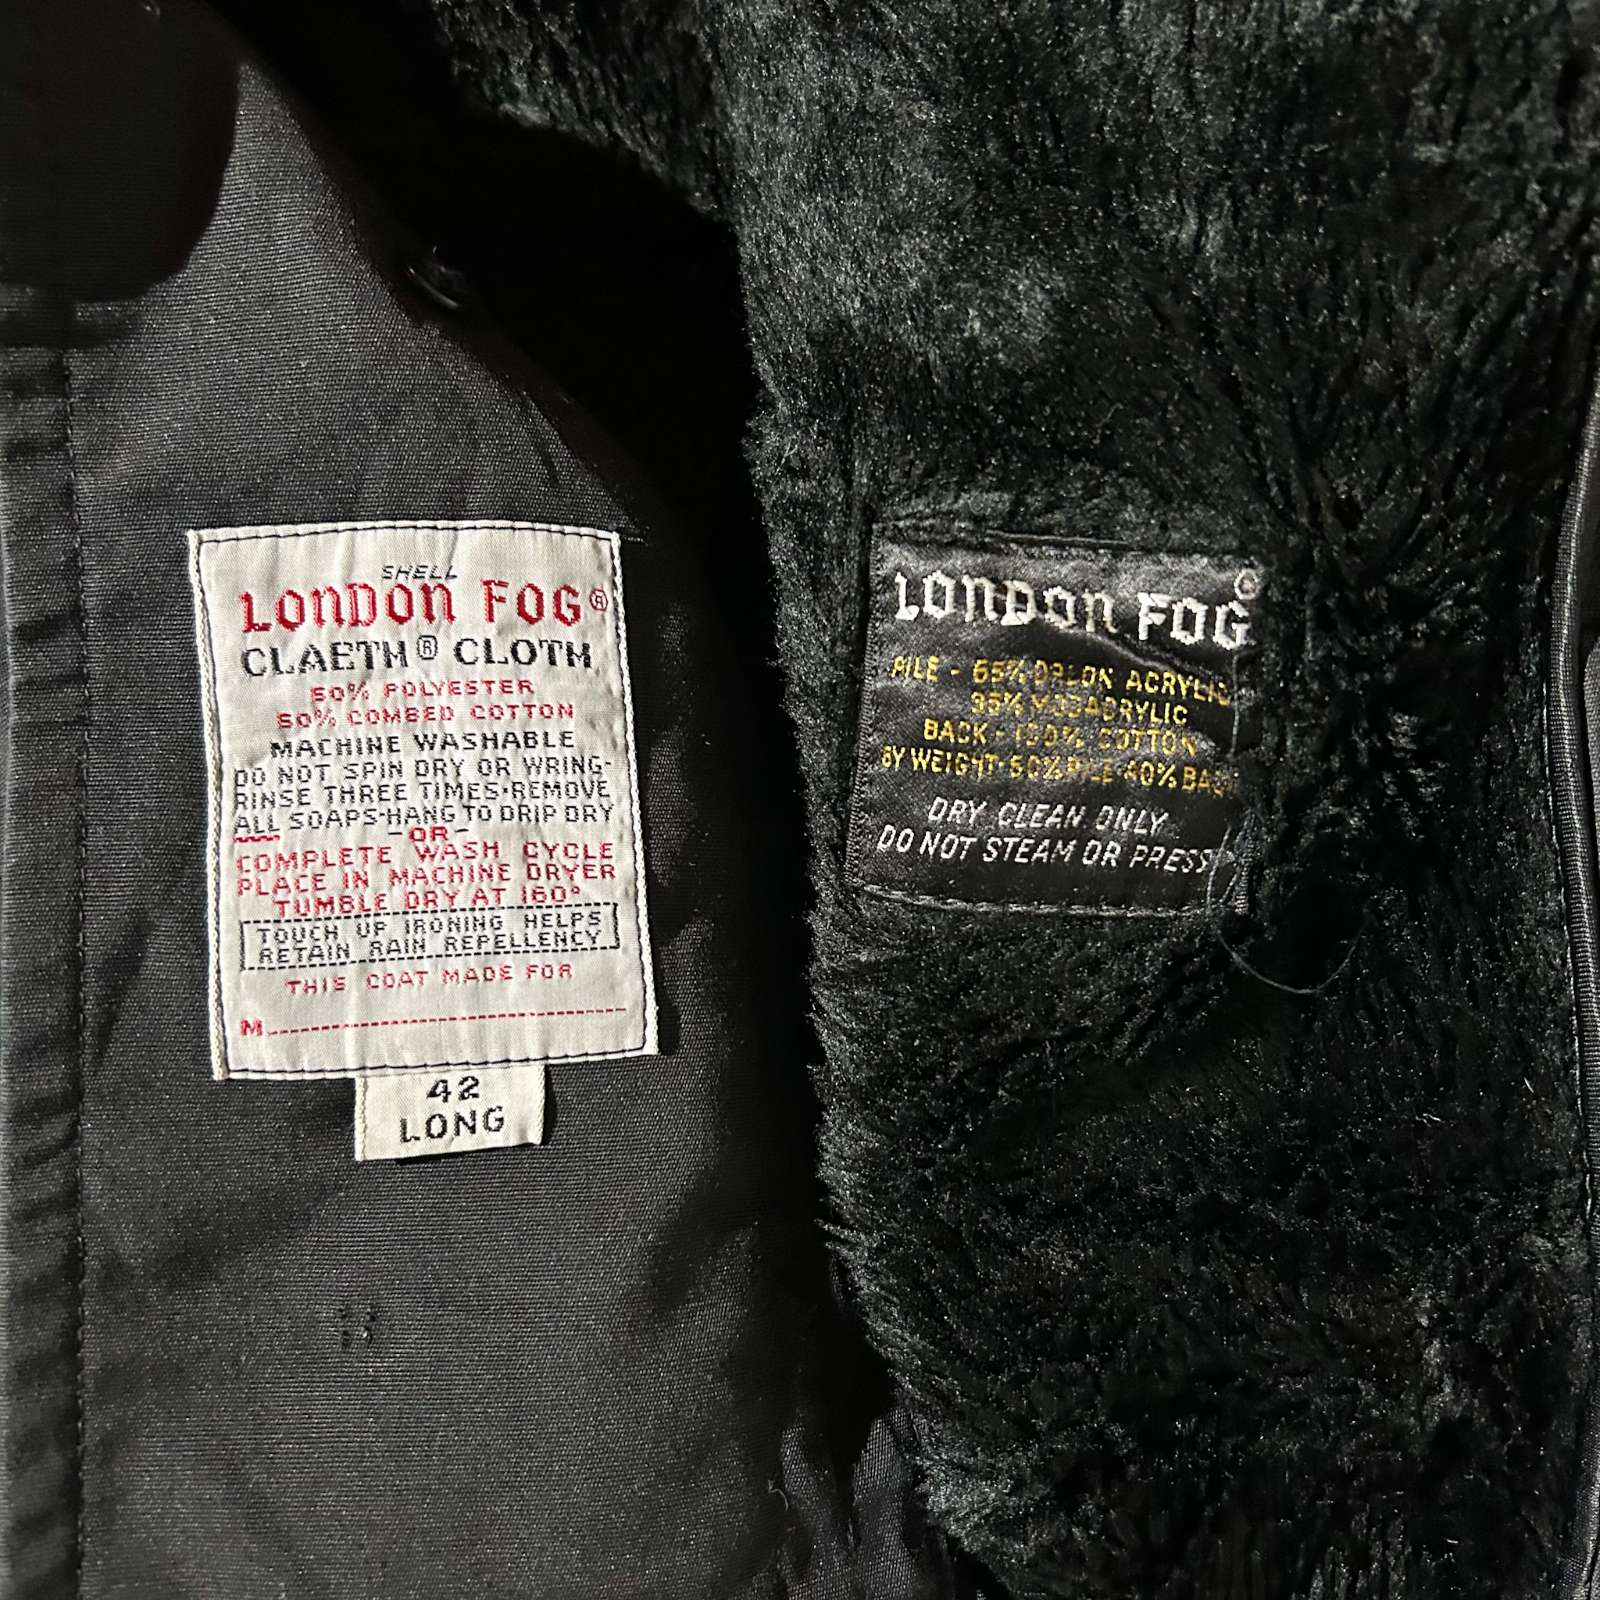 SHELL
LONDON FOG®
CLAETH® CLOTH
50% POLYESTER
50% COMBED COTTON
MACHINE WASHABLE
DO NOT SPIN DRY OR WRING-
RINSE THREE TIMES-REMOVE
ALL SOAPS-HANG TO DRIP DRY
-OR-
COMPLETE WASH CYCLE
PLACE IN MACHINE DRYER
TUMBLE DRY AT 160°
TOUCH UP IRONING HELPS
RETAIN RAIN REPELLENCY
THIS COAT MADE FOR
M
42
LONG
LONDON FOG
PILE - 65% ORLON ACRYLIC
35% MODACRYLIC
BACK - 100% COTTON
BY WEIGHT- 60% PILE-40% BACK
DRY CLEAN ONLY
DO NOT STEAM OR PRESS